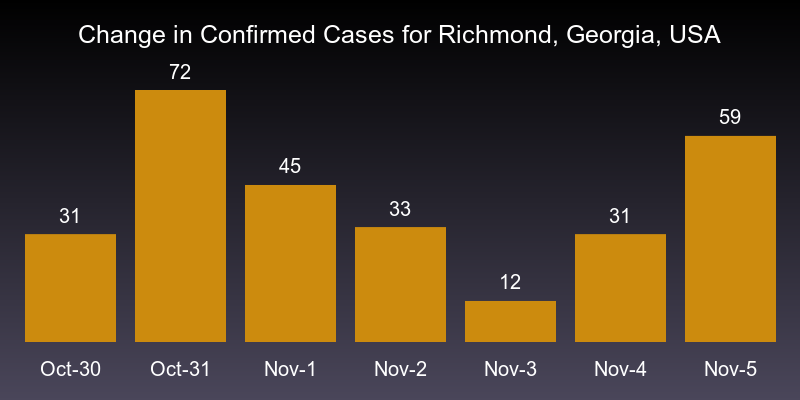 Change in Confirmed Cases for Richmond, Georgia, USA
31
72
45
33
12
31
59
Oct-30
Oct-31
Nov-1
Nov-2
Nov-3
Nov-4
Nov-5